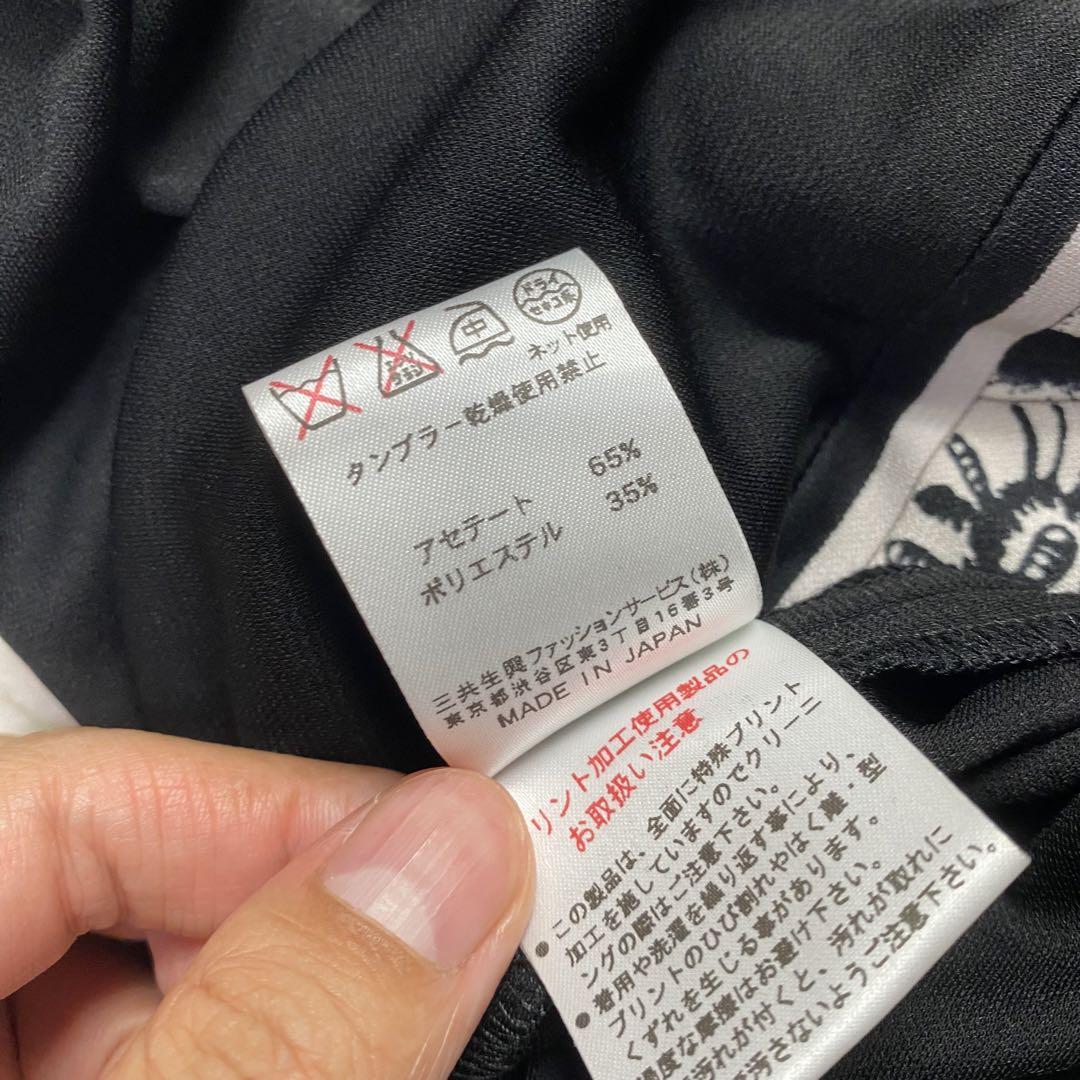 中
ドライ
セキユ系
エンソ
サラシ
ネット使用
タンブラー乾燥使用禁止
アセテート 65%
ポリエステル 35%
三共生興ファッションサービス(株)
東京都渋谷区東3丁目16番3号
MADE IN JAPAN
リント加工使用製品の
お取扱い注意
●この製品は、全面に特殊プリント
加工を施していますのでクリーニ
ングの際はご注意下さい。
●着用や洗濯を繰り返す事により、
プリントのひび割れやはく離・型
くずれを生じる事があります。
●過度な摩擦はお避け下さい。
汚れが付くと、汚れが取れに
汚さないようご注意下さい。